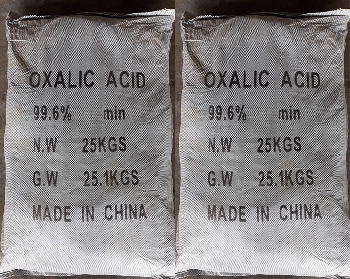 OXALIC ACID
99.6% min
N.W 25KGS
G.W 25.1KGS
MADE IN CHINA
OXALIC ACID
99.6% min
N.W 25KGS
G.W 25.1KGS
MADE IN CHINA